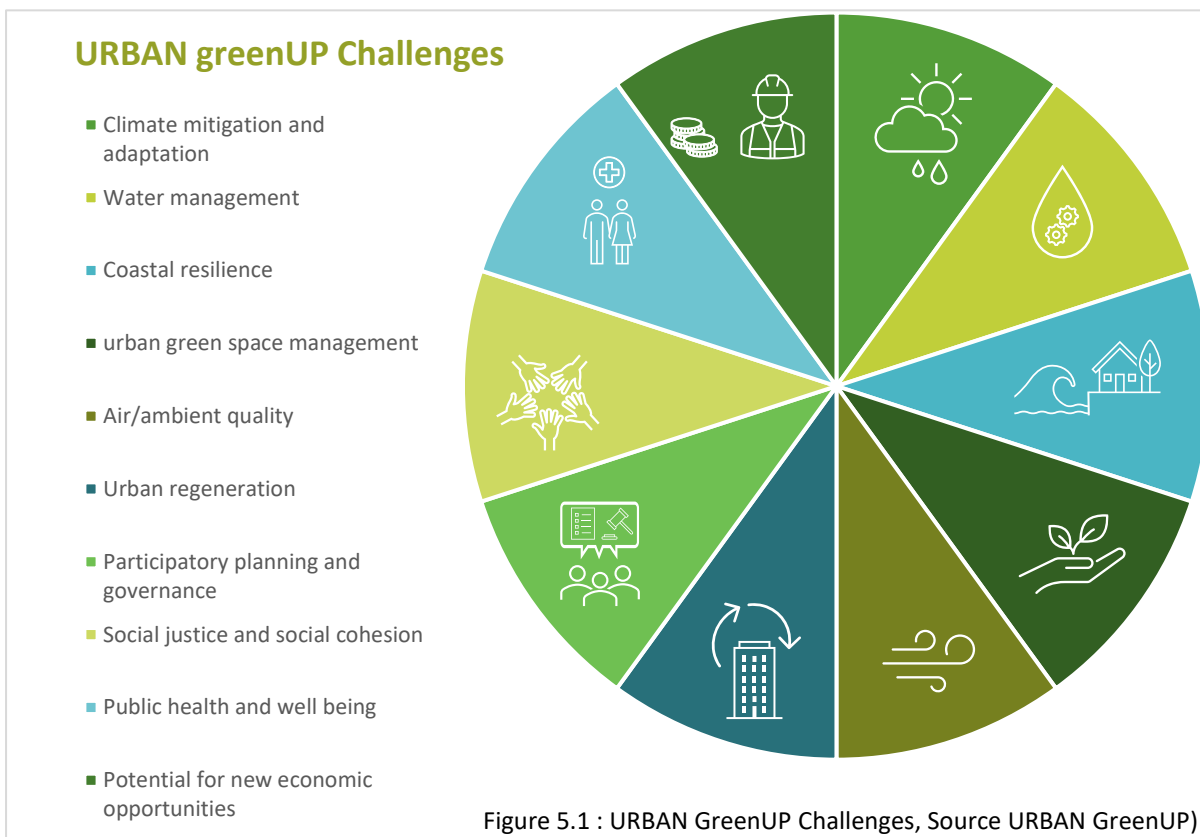 URBAN greenUP Challenges
Climate mitigation and
adaptation
Water management
Coastal resilience
urban green space management
Air/ambient quality
Urban regeneration
Participatory planning and
governance
Social justice and social cohesion
Public health and well being
Potential for new economic
opportunities
Figure 5.1 : URBAN GreenUP Challenges, Source URBAN GreenUP)